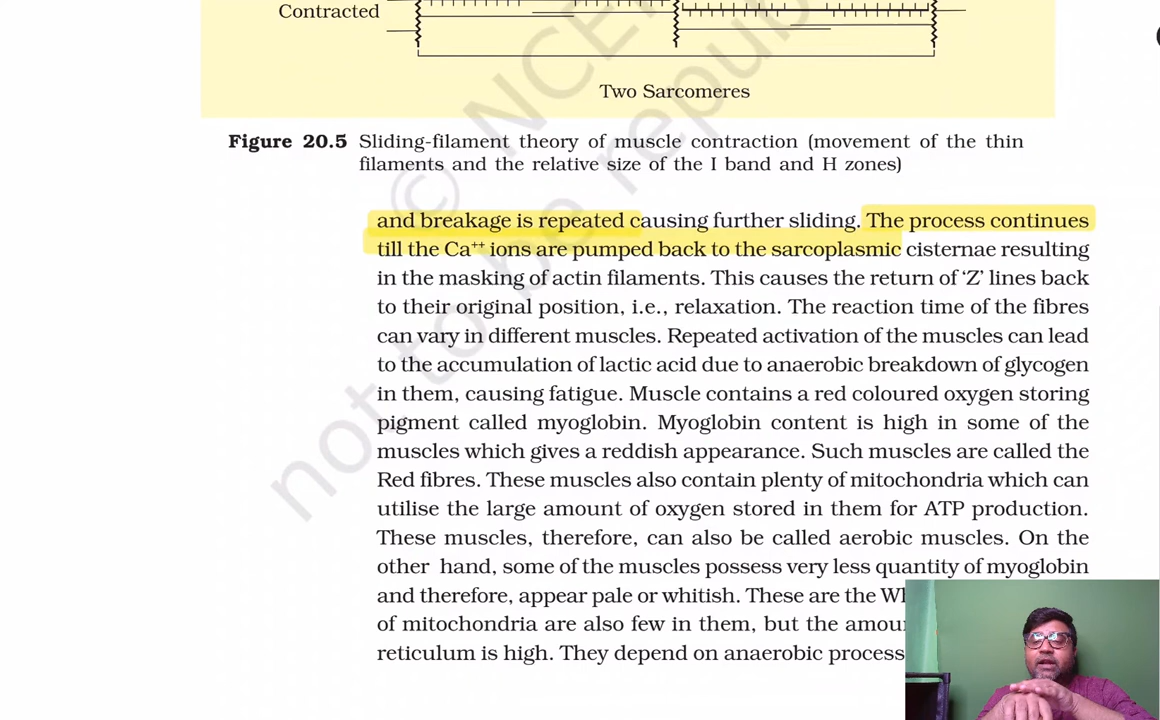 Contracted
Two Sarcomeres
Figure 20.5 Sliding-filament theory of muscle contraction (movement of the thin
filaments and the relative size of the I band and H zones)
and breakage is repeated causing further sliding. The process continues
till the Ca⁺⁺ ions are pumped back to the sarcoplasmic cisternae resulting
in the masking of actin filaments. This causes the return of ‘Z’ lines back
to their original position, i.e., relaxation. The reaction time of the fibres
can vary in different muscles. Repeated activation of the muscles can lead
to the accumulation of lactic acid due to anaerobic breakdown of glycogen
in them, causing fatigue. Muscle contains a red coloured oxygen storing
pigment called myoglobin. Myoglobin content is high in some of the
muscles which gives a reddish appearance. Such muscles are called the
Red fibres. These muscles also contain plenty of mitochondria which can
utilise the large amount of oxygen stored in them for ATP production.
These muscles, therefore, can also be called aerobic muscles. On the
other hand, some of the muscles possess very less quantity of myoglobin
and therefore, appear pale or whitish. These are the
of mitochondria are also few in them, but the
reticulum is high. They depend on anaerobic
© NCE
not to be republ